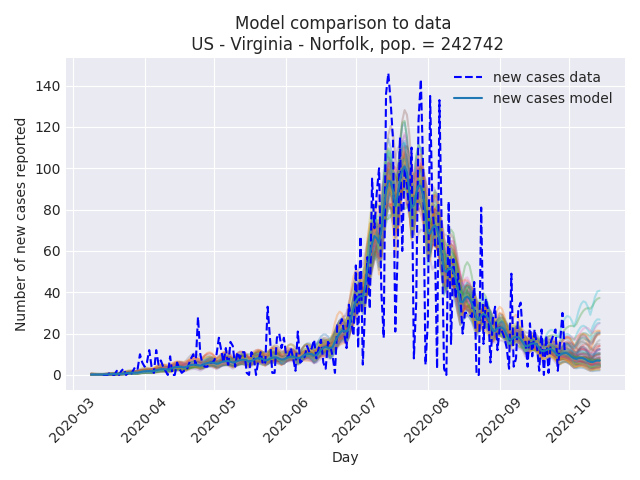 Model comparison to data
US - Virginia - Norfolk, pop. = 242742
Number of new cases reported
140
120
100
80
60
40
20
0
new cases data
new cases model
2020-03
2020-04
2020-05
2020-06
2020-07
2020-08
2020-09
2020-10
Day